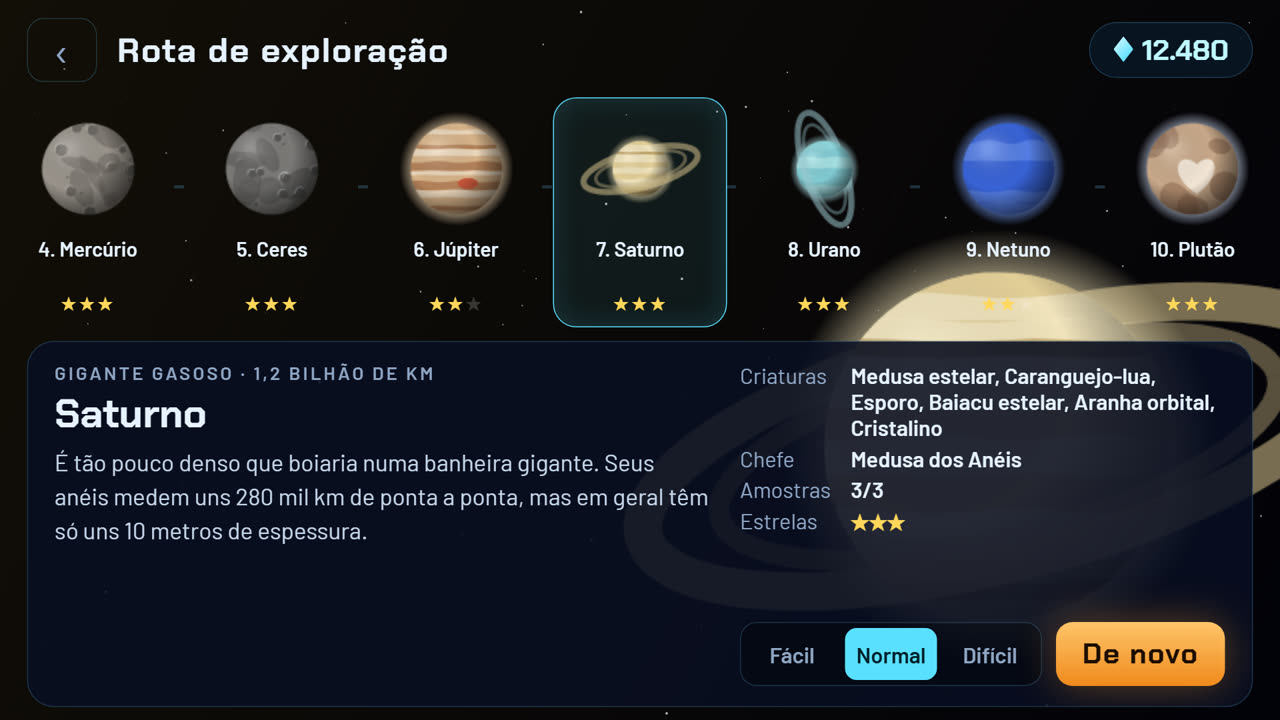 ‹ Rota de exploração
12.480
4. Mercúrio
5. Ceres
6. Júpiter
7. Saturno
8. Urano
9. Netuno
10. Plutão
★★★
★★★
★★★
★★★
★★★
★★★
★★★
GIGANTE GASOSO · 1,2 BILHÃO DE KM
Saturno
É tão pouco denso que boiaria numa banheira gigante. Seus
anéis medem uns 280 mil km de ponta a ponta, mas em geral têm
só uns 10 metros de espessura.
Criaturas Medusa estelar, Caranguejo-lua,
Esporo, Baiacu estelar, Aranha orbital,
Cristalino
Chefe Medusa dos Anéis
Amostras 3/3
Estrelas ★★★
Fácil Normal Difícil
De novo